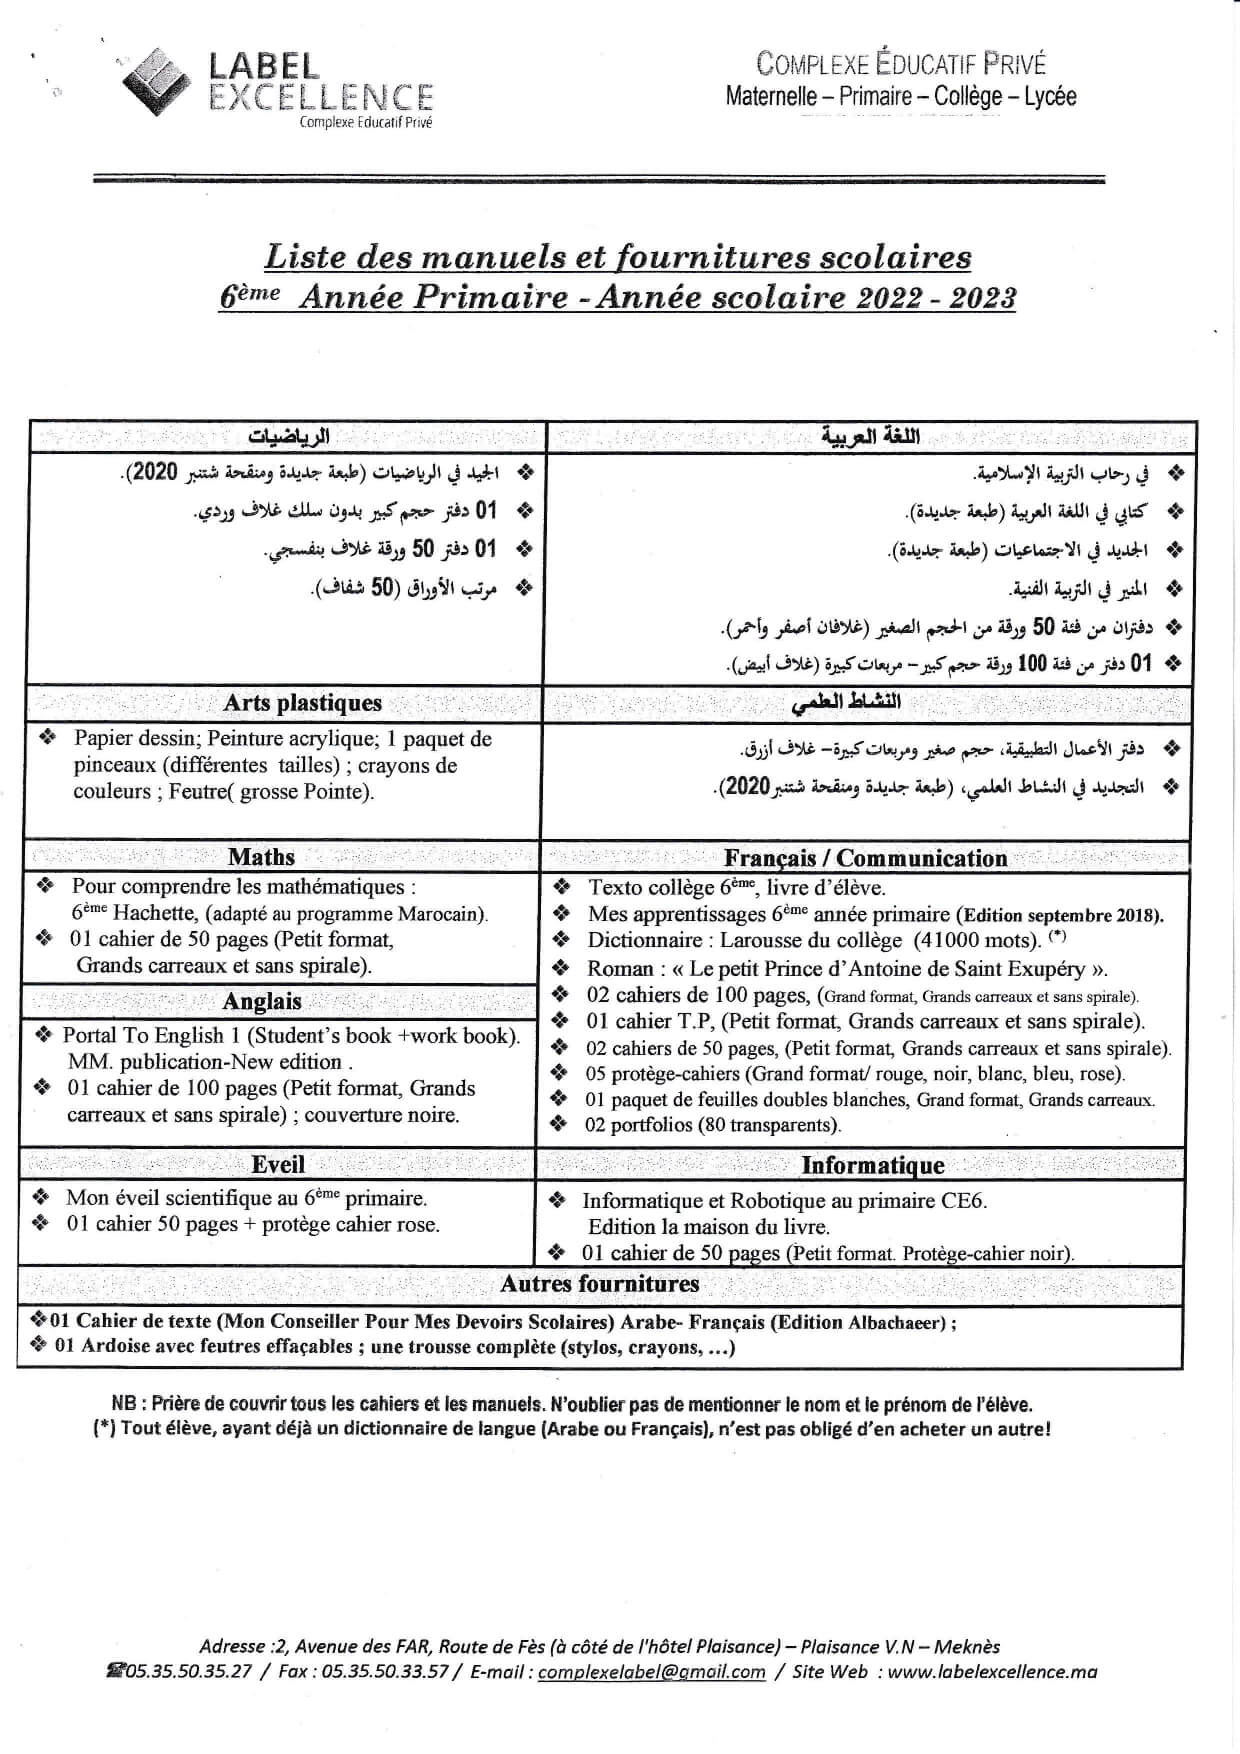 LABEL
EXCELLENCE
Complexe Educatif Privé
COMPLEXE ÉDUCATIF PRIVÉ
Maternelle – Primaire – Collège – Lycée
Liste des manuels et fournitures scolaires
6ème Année Primaire - Année scolaire 2022 - 2023
اللغة العربية
❖ في رحاب التربية الإسلامية.
❖ كتابي في اللغة العربية (طبعة جديدة).
❖ الجديد في الاجتماعيات (طبعة جديدة).
❖ المنير في التربية الفنية.
❖ دفتران من فئة 50 ورقة من الحجم الصغير (غلافان أصفر وأحمر).
❖ 01 دفتر من فئة 100 ورقة حجم كبير – مربعات كبيرة (غلاف أبيض).
الرياضيات
❖ الجيد في الرياضيات (طبعة جديدة ومنقحة شتنبر 2020).
❖ 01 دفتر حجم كبير بدون سلك غلاف وردي.
❖ 01 دفتر 50 ورقة غلاف بنفسجي.
❖ مرتب الأوراق (50 شفاف).
Arts plastiques
❖ Papier dessin; Peinture acrylique; 1 paquet de
pinceaux (différentes tailles) ; crayons de
couleurs ; Feutre( grosse Pointe).
النشاط العلمي
❖ دفتر الأعمال التطبيقية، حجم صغير ومربعات كبيرة – غلاف أزرق.
❖ التجديد في النشاط العلمي، (طبعة جديدة ومنقحة شتنبر2020).
Maths
❖ Pour comprendre les mathématiques :
6ème Hachette, (adapté au programme Marocain).
❖ 01 cahier de 50 pages (Petit format,
Grands carreaux et sans spirale).
Anglais
❖ Portal To English 1 (Student's book +work book).
MM. publication-New edition .
❖ 01 cahier de 100 pages (Petit format, Grands
carreaux et sans spirale) ; couverture noire.
Français / Communication
❖ Texto collège 6ème, livre d'élève.
❖ Mes apprentissages 6ème année primaire (Edition septembre 2018).
❖ Dictionnaire : Larousse du collège (41000 mots). (*)
❖ Roman : « Le petit Prince d'Antoine de Saint Exupéry ».
❖ 02 cahiers de 100 pages, (Grand format, Grands carreaux et sans spirale).
❖ 01 cahier T.P, (Petit format, Grands carreaux et sans spirale).
❖ 02 cahiers de 50 pages, (Petit format, Grands carreaux et sans spirale).
❖ 05 protège-cahiers (Grand format/ rouge, noir, blanc, bleu, rose).
❖ 01 paquet de feuilles doubles blanches, Grand format, Grands carreaux.
❖ 02 portfolios (80 transparents).
Eveil
❖ Mon éveil scientifique au 6ème primaire.
❖ 01 cahier 50 pages + protège cahier rose.
Informatique
❖ Informatique et Robotique au primaire CE6.
Edition la maison du livre.
❖ 01 cahier de 50 pages (Petit format. Protège-cahier noir).
Autres fournitures
❖01 Cahier de texte (Mon Conseiller Pour Mes Devoirs Scolaires) Arabe- Français (Edition Albachaeer) ;
❖ 01 Ardoise avec feutres effaçables ; une trousse complète (stylos, crayons, ...)
NB : Prière de couvrir tous les cahiers et les manuels. N'oublier pas de mentionner le nom et le prénom de l'élève.
(*) Tout élève, ayant déjà un dictionnaire de langue (Arabe ou Français), n'est pas obligé d'en acheter un autre!
Adresse :2, Avenue des FAR, Route de Fès (à côté de l'hôtel Plaisance) – Plaisance V.N – Meknès
☎05.35.50.35.27 / Fax : 05.35.50.33.57 / E-mail : complexelabel@gmail.com / Site Web : www.labelexcellence.ma